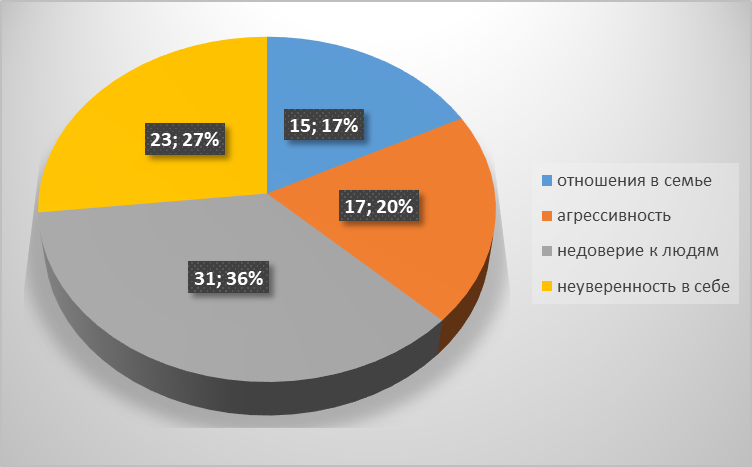 15; 17%
23; 27%
17; 20%
31; 36%
отношения в семье
агрессивность
недоверие к людям
неуверенность в себе